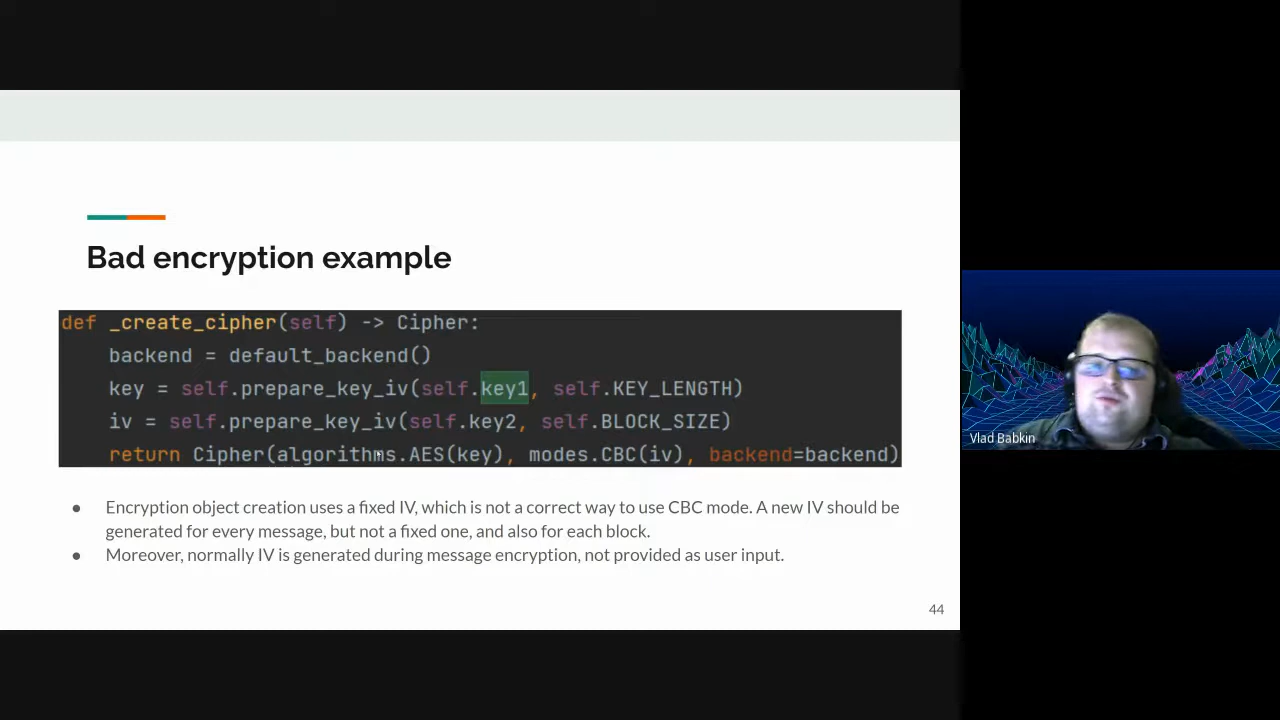 Bad encryption example
def _create_cipher(self) -> Cipher:
backend = default_backend()
key = self.prepare_key_iv(self.key1, self.KEY_LENGTH)
iv = self.prepare_key_iv(self.key2, self.BLOCK_SIZE)
return Cipher(algorithms.AES(key), modes.CBC(iv), backend=backend)
● Encryption object creation uses a fixed IV, which is not a correct way to use CBC mode. A new IV should be
generated for every message, but not a fixed one, and also for each block.
● Moreover, normally IV is generated during message encryption, not provided as user input.
44
Vlad Babkin